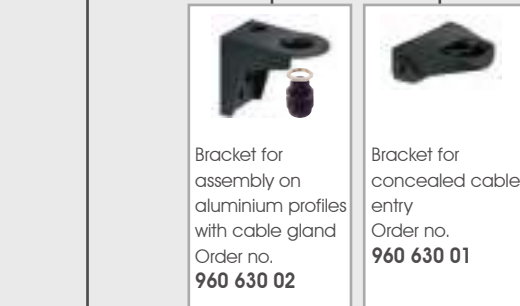 Bracket for
assembly on
aluminium profiles
with cable gland
Order no.
960 630 02
Bracket for
concealed cable
entry
Order no.
960 630 01